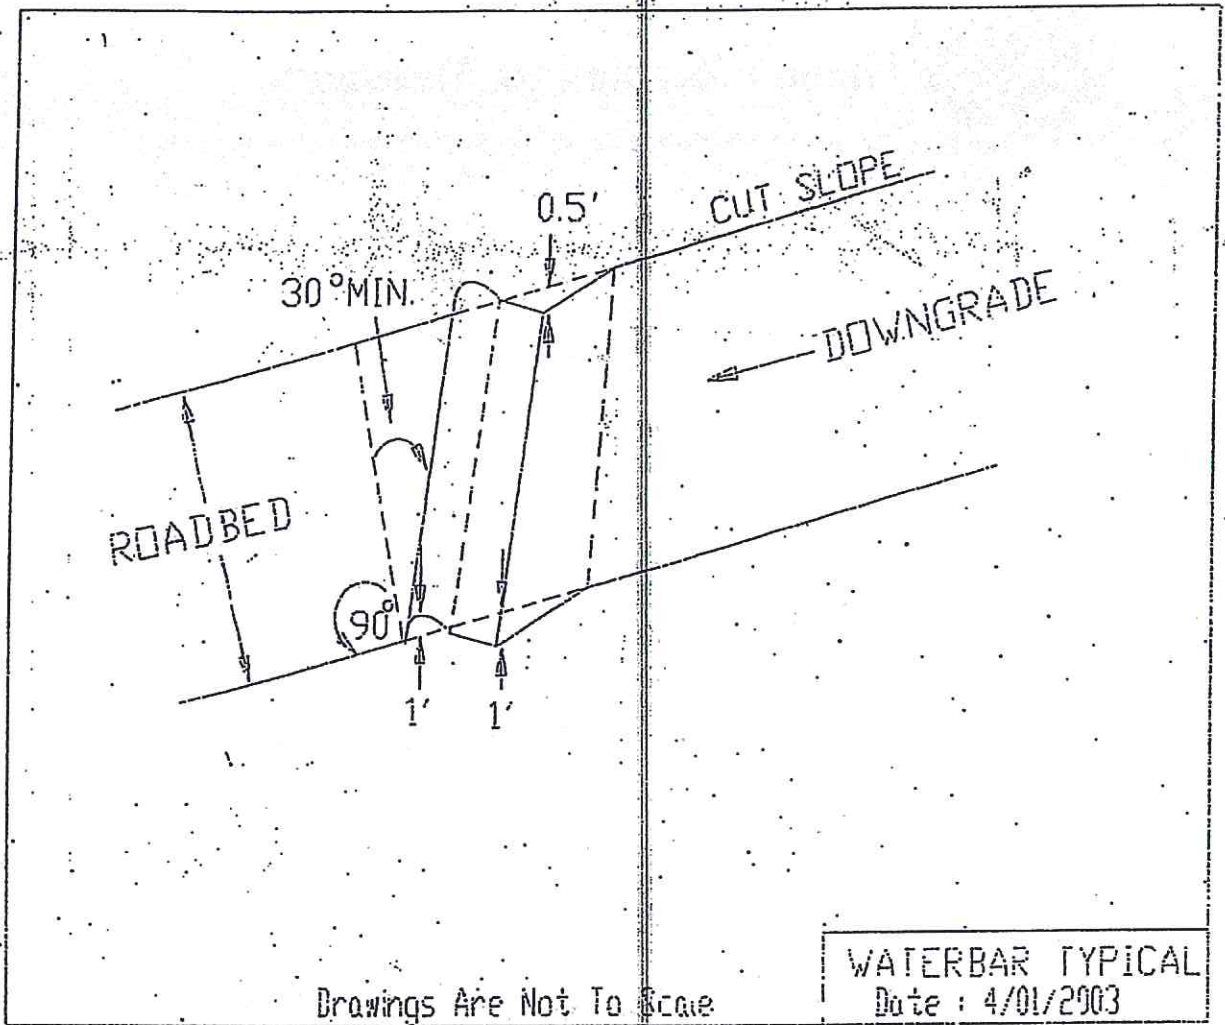 0.5'
CUT SLOPE
30° MIN.
DOWNGRADE
ROADBED
90°
1'
1'
WATERBAR TYPICAL
Date : 4/01/2003
Drawings Are Not To Scale